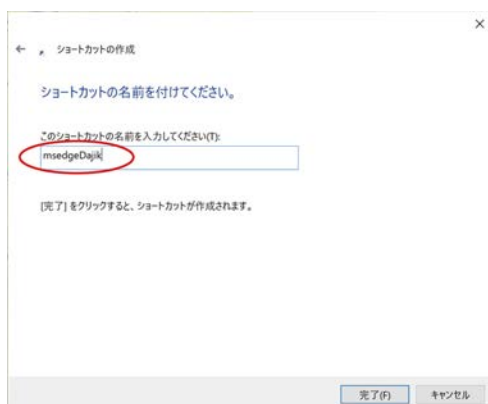 ショートカットの作成
ショートカットの名前を付けてください。
このショートカットの名前を入力してください(T):
msedgeDajik
[完了] をクリックすると、ショートカットが作成されます。
完了(F)
キャンセル